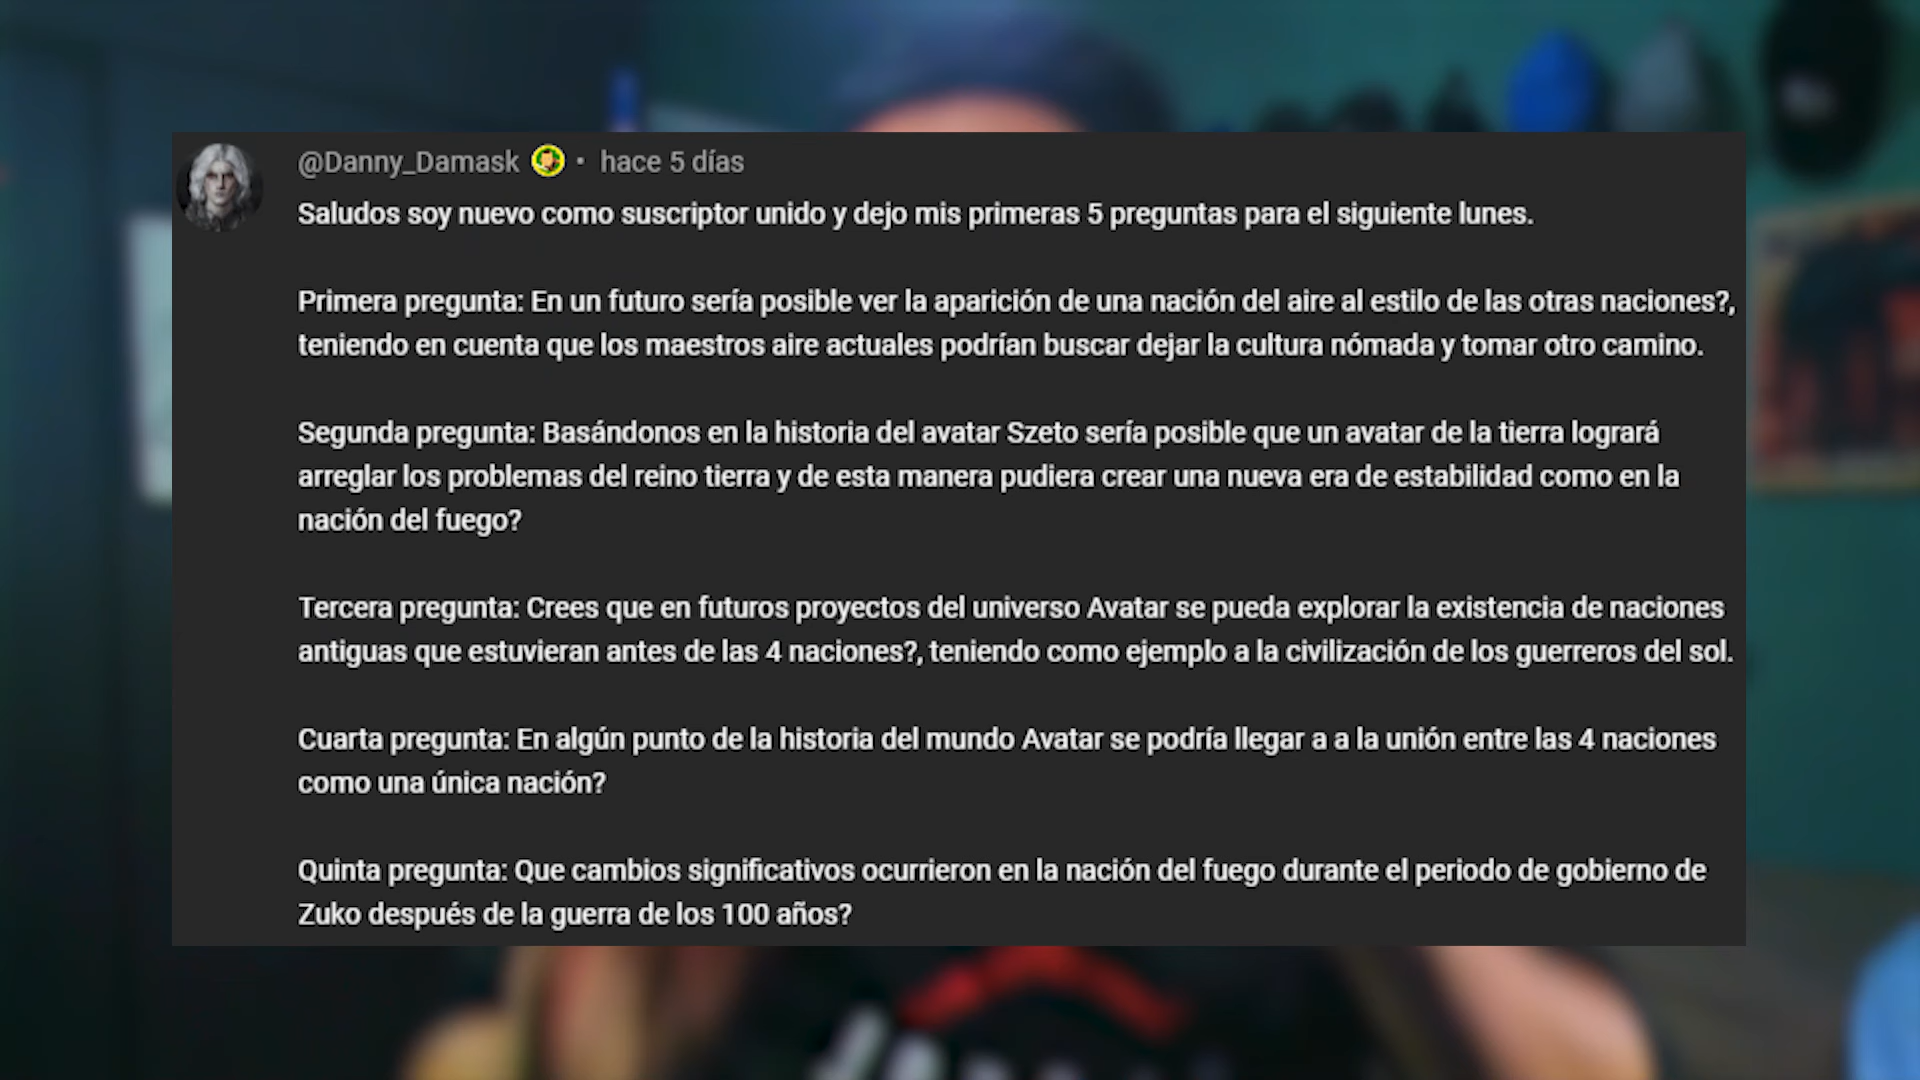 @Danny_Damask • hace 5 días
Saludos soy nuevo como suscriptor unido y dejo mis primeras 5 preguntas para el siguiente lunes.
Primera pregunta: En un futuro sería posible ver la aparición de una nación del aire al estilo de las otras naciones?,
teniendo en cuenta que los maestros aire actuales podrían buscar dejar la cultura nómada y tomar otro camino.
Segunda pregunta: Basándonos en la historia del avatar Szeto sería posible que un avatar de la tierra logrará
arreglar los problemas del reino tierra y de esta manera pudiera crear una nueva era de estabilidad como en la
nación del fuego?
Tercera pregunta: Crees que en futuros proyectos del universo Avatar se pueda explorar la existencia de naciones
antiguas que estuvieran antes de las 4 naciones?, teniendo como ejemplo a la civilización de los guerreros del sol.
Cuarta pregunta: En algún punto de la historia del mundo Avatar se podría llegar a a la unión entre las 4 naciones
como una única nación?
Quinta pregunta: Que cambios significativos ocurrieron en la nación del fuego durante el periodo de gobierno de
Zuko después de la guerra de los 100 años?